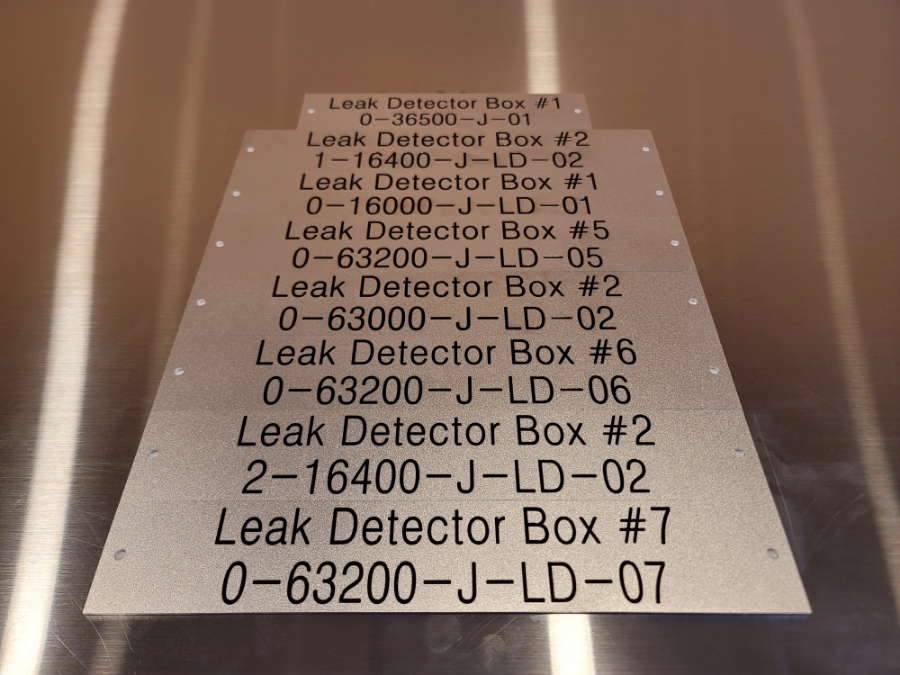 Leak Detector Box #1
0-36500-J-01
Leak Detector Box #2
1-16400-J-LD-02
Leak Detector Box #1
0-16000-J-LD-01
Leak Detector Box #5
0-63200-J-LD-05
Leak Detector Box #2
0-63000-J-LD-02
Leak Detector Box #6
0-63200-J-LD-06
Leak Detector Box #2
2-16400-J-LD-02
Leak Detector Box #7
0-63200-J-LD-07